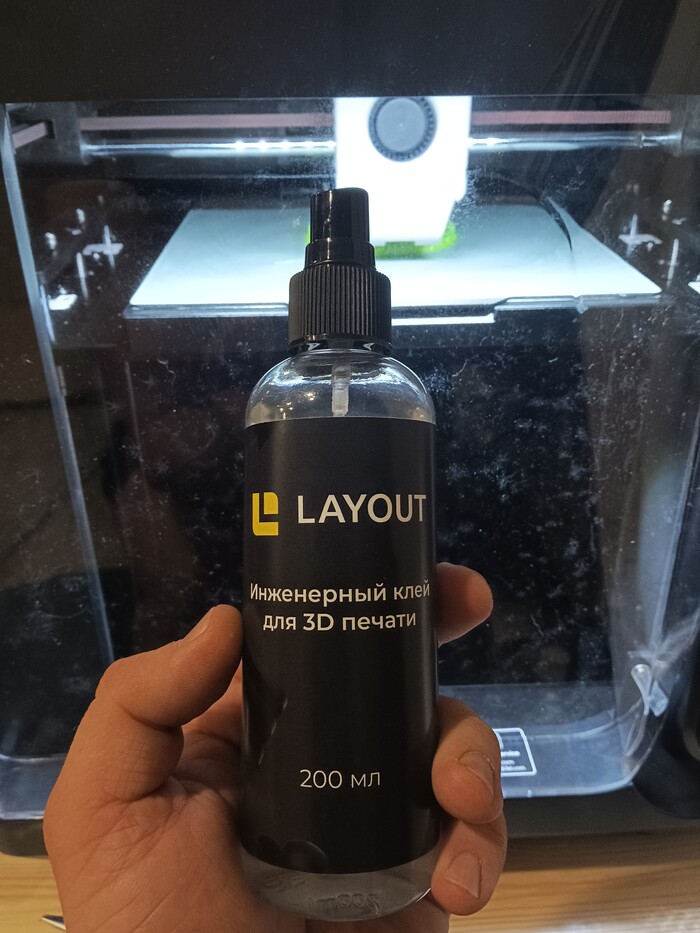 LAYOUT
Инженерный клей
для 3D печати
200 мл